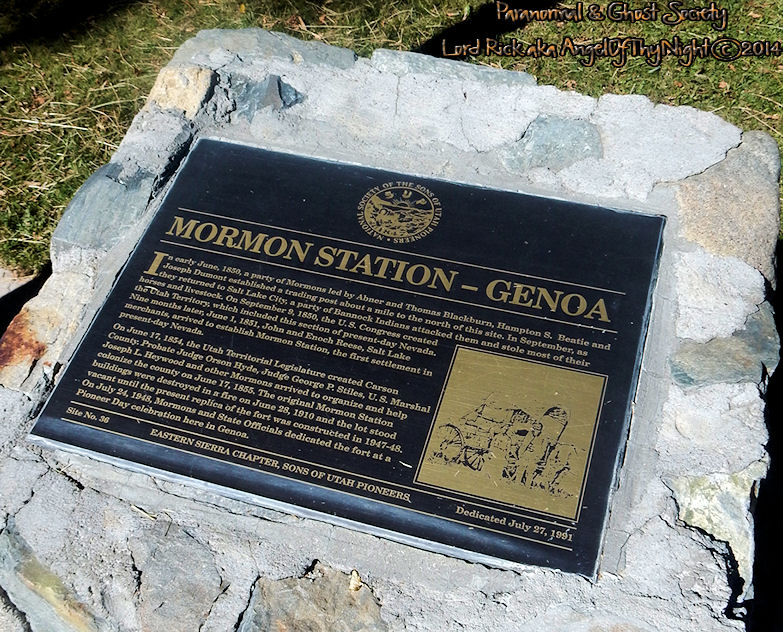 Paranormal & Ghost Society
Lord Rick aka AngelOfThyNight©2014
NATIONAL SOCIETY OF THE SONS OF UTAH PIONEERS
SUP
MORMON STATION – GENOA
In early June, 1850, a party of Mormons led by Abner and Thomas Blackburn, Hampton S. Beatie and
Joseph Dumont established a trading post about a mile to the north of this site. In September, as
they returned to Salt Lake City, a party of Bannock Indians attacked them and stole most of their
horses and livestock. On September 9, 1850, the U.S. Congress created
the Utah Territory, which included this section of present-day Nevada.
Nine months later, June 1, 1851, John and Enoch Reese, Salt Lake
merchants, arrived to establish Mormon Station, the first settlement in
present-day Nevada.
On June 17, 1854, the Utah Territorial Legislature created Carson
County. Probate Judge Orson Hyde, Judge George P. Stiles, U.S. Marshal
Joseph L. Heywood and other Mormons arrived to organize and help
colonize the county on June 17, 1855. The original Mormon Station
buildings were destroyed in a fire on June 28, 1910 and the lot stood
vacant until the present replica of the fort was constructed in 1947-48.
On July 24, 1948, Mormons and State Officials dedicated the fort at a
Pioneer Day celebration here in Genoa.
Site No. 36
EASTERN SIERRA CHAPTER, SONS OF UTAH PIONEERS
Dedicated July 27, 1991